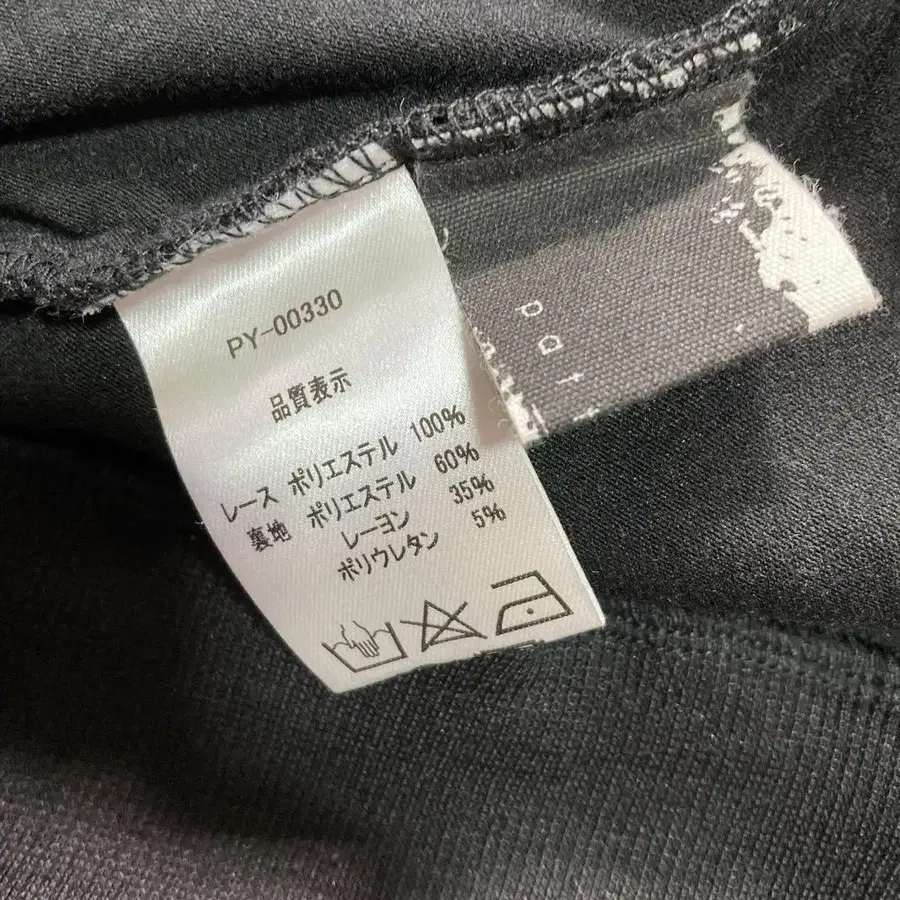 PY-00330
品質表示
レース ポリエステル 100%
裏地 ポリエステル 60%
レーヨン 35%
ポリウレタン 5%